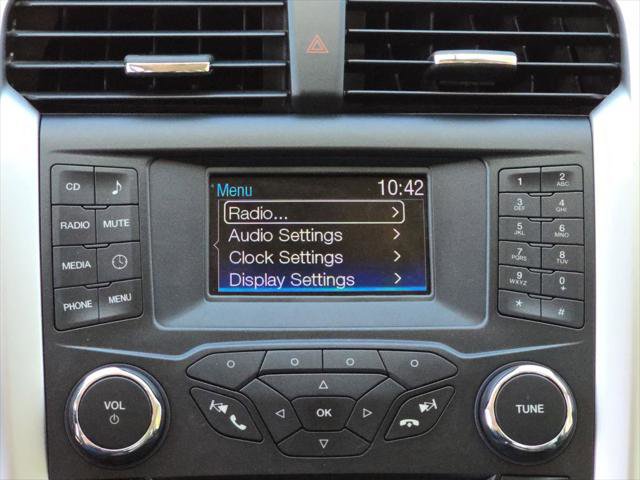 Menu 10:42
Radio...
Audio Settings
Clock Settings
Display Settings
CD
RADIO MUTE
MEDIA
PHONE MENU
1 2 ABC
3 DEF 4 GHI
5 JKL 6 MNO
7 PQRS 8 TUV
9 WXYZ 0 +
* #
VOL
OK
TUNE